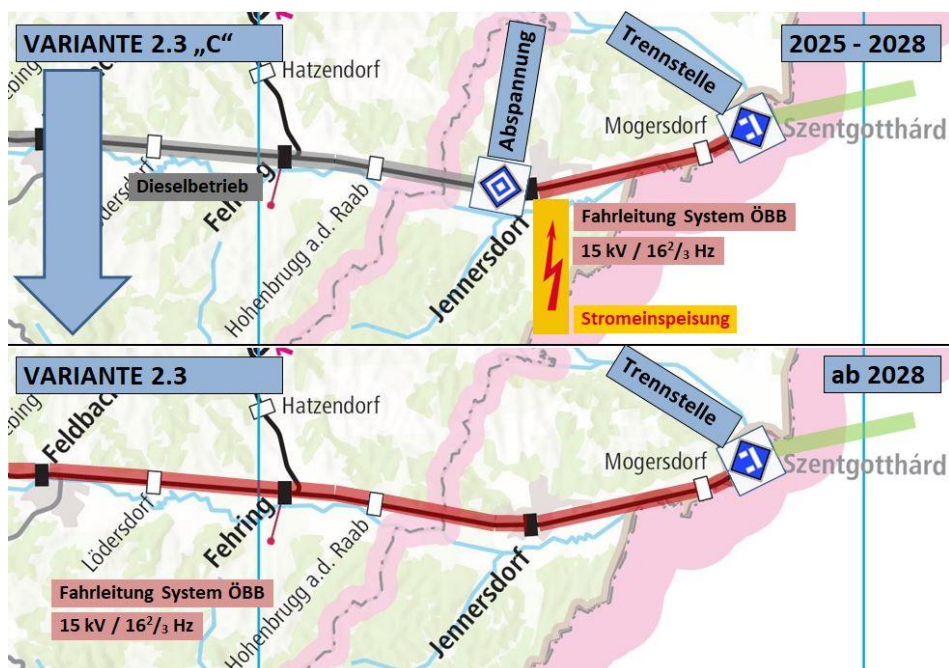 VARIANTE 2.3 „C“
2025 - 2028
Hatzendorf
Abspannung
Trennstelle
Mogersdorf
Szentgotthárd
Dieselbetrieb
Fehring
Hohenbrugg a.d. Raab
Jennersdorf
Fahrleitung System ÖBB
15 kV / 16²/₃ Hz
Stromeinspeisung
VARIANTE 2.3
ab 2028
Feldbach
Hatzendorf
Trennstelle
Mogersdorf
Szentgotthárd
Lödersdorf
Fehring
Hohenbrugg a.d. Raab
Jennersdorf
Fahrleitung System ÖBB
15 kV / 16²/₃ Hz